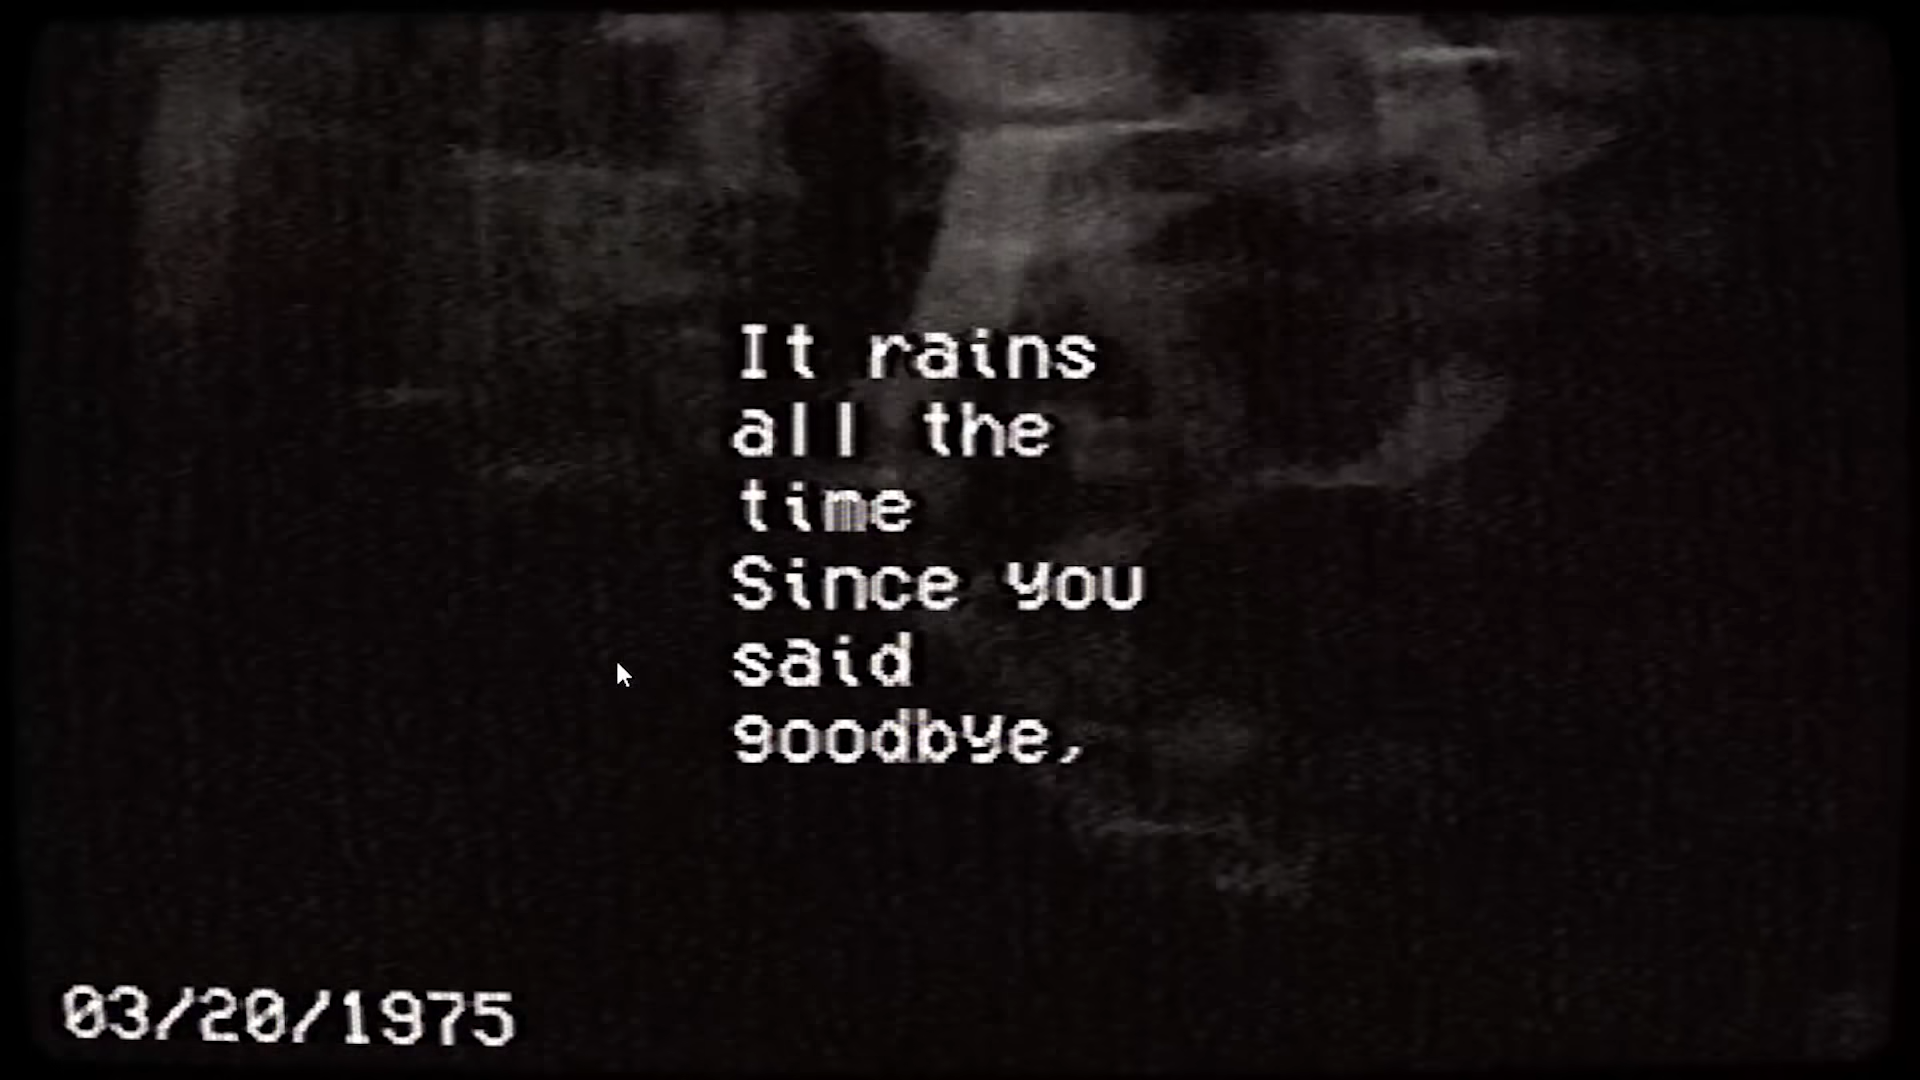 It rains
all the
time
Since you
said
goodbye,
03/20/1975